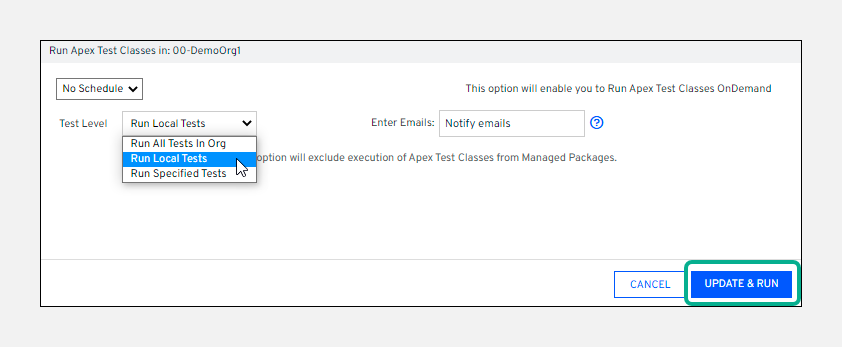 Run Apex Test Classes in: 00-DemoOrg1
No Schedule
This option will enable you to Run Apex Test Classes OnDemand
Test Level
Run Local Tests
Enter Emails:
Notify emails
?
Run All Tests In Org
Run Local Tests
option will exclude execution of Apex Test Classes from Managed Packages.
Run Specified Tests
CANCEL
UPDATE & RUN